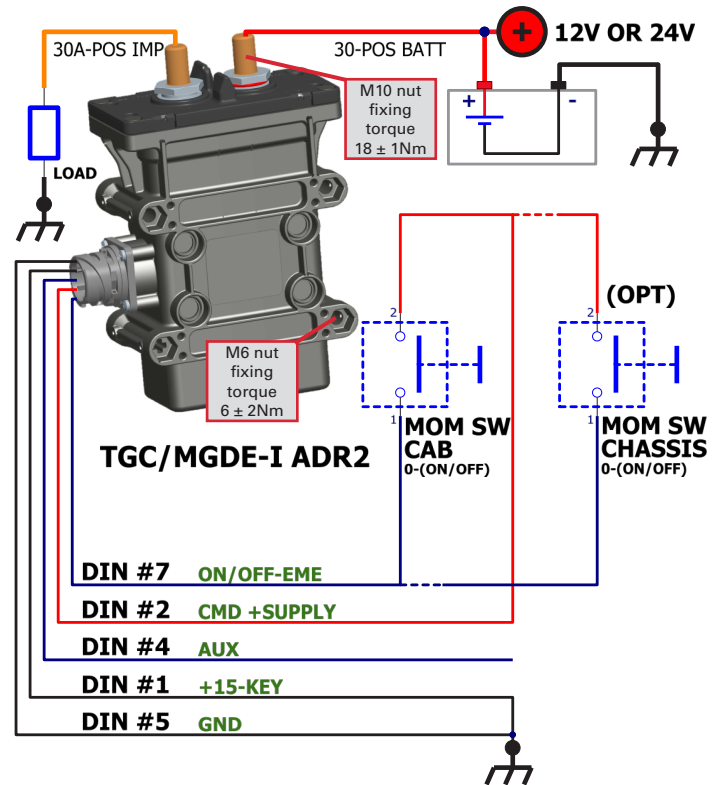 30A-POS IMP
30-POS BATT
12V OR 24V
M10 nut
fixing
torque
18 ± 1Nm
+
-
LOAD
(OPT)
2
2
M6 nut
fixing
torque
6 ± 2Nm
1
1
MOM SW
CAB
0-(ON/OFF)
MOM SW
CHASSIS
0-(ON/OFF)
TGC/MGDE-I ADR2
DIN #7 ON/OFF-EME
DIN #2 CMD +SUPPLY
DIN #4 AUX
DIN #1 +15-KEY
DIN #5 GND